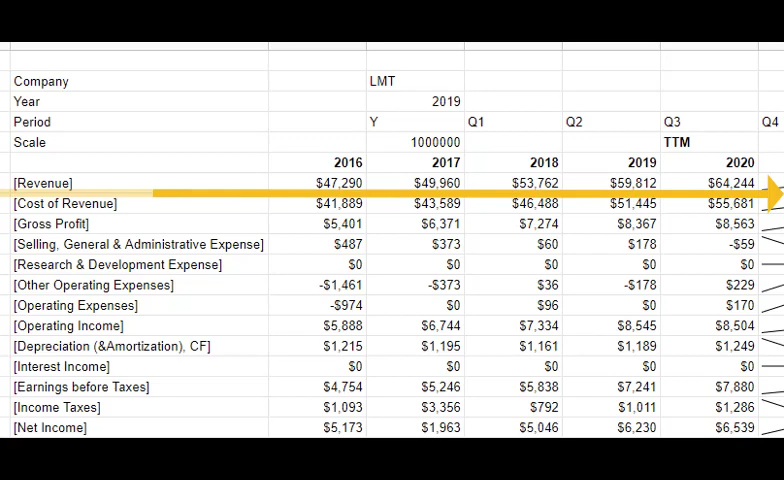 Company LMT
Year 2019
Period Y Q1 Q2 Q3 Q4
Scale 1000000 TTM
2016 2017 2018 2019 2020
[Revenue] $47,290 $49,960 $53,762 $59,812 $64,244
[Cost of Revenue] $41,889 $43,589 $46,488 $51,445 $55,681
[Gross Profit] $5,401 $6,371 $7,274 $8,367 $8,563
[Selling, General & Administrative Expense] $487 $373 $60 $178 -$59
[Research & Development Expense] $0 $0 $0 $0 $0
[Other Operating Expenses] -$1,461 -$373 $36 -$178 $229
[Operating Expenses] -$974 $0 $96 $0 $170
[Operating Income] $5,888 $6,744 $7,334 $8,545 $8,504
[Depreciation (&Amortization), CF] $1,215 $1,195 $1,161 $1,189 $1,249
[Interest Income] $0 $0 $0 $0 $0
[Earnings before Taxes] $4,754 $5,246 $5,838 $7,241 $7,880
[Income Taxes] $1,093 $3,356 $792 $1,011 $1,286
[Net Income] $5,173 $1,963 $5,046 $6,230 $6,539